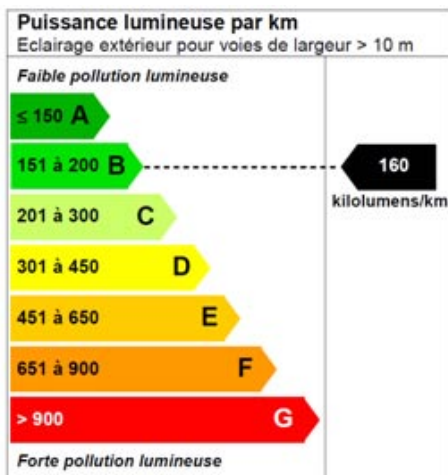 Puissance lumineuse par km
Eclairage extérieur pour voies de largeur > 10 m
Faible pollution lumineuse
≤ 150 A
151 à 200 B
160
kilolumens/km
201 à 300 C
301 à 450 D
451 à 650 E
651 à 900 F
> 900 G
Forte pollution lumineuse